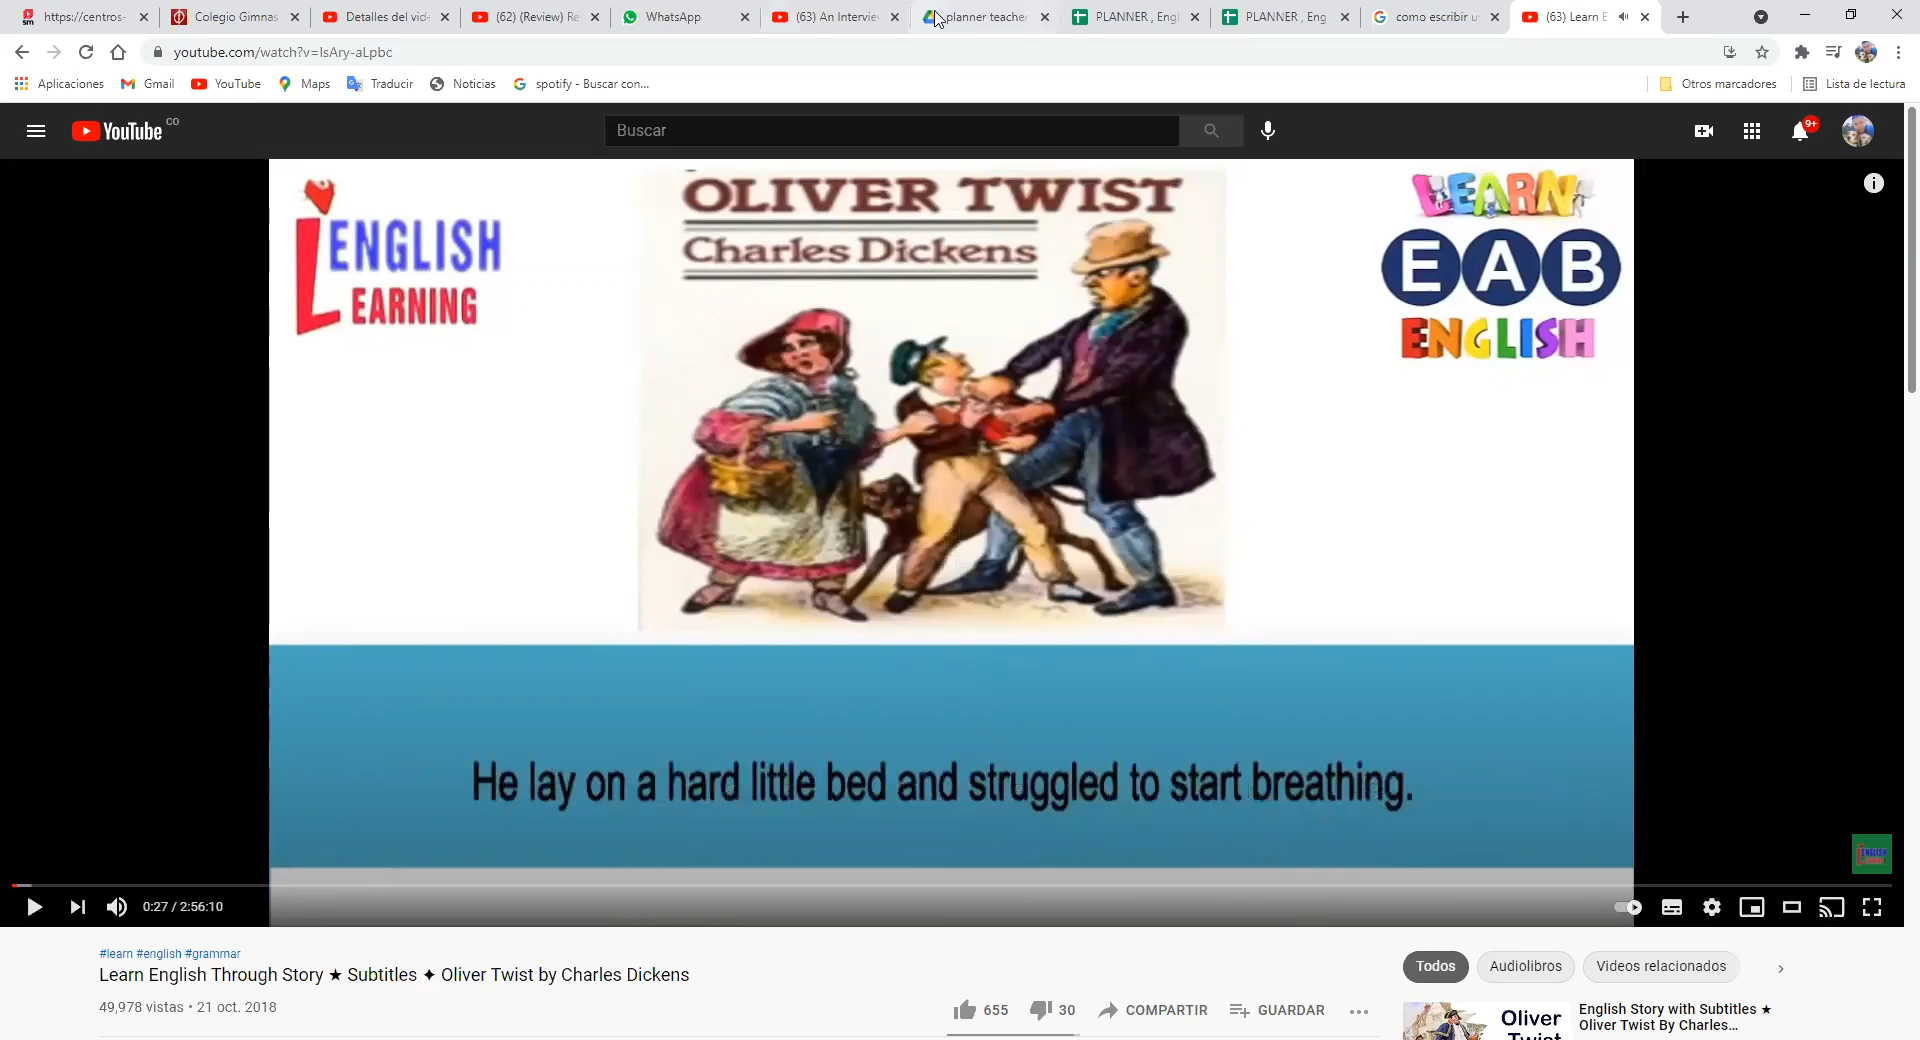 https://centros-
Colegio Gimnas
Detalles del vid
(62) (Review) Re
WhatsApp
(63) An Intervie
planner teache
PLANNER , Engl
PLANNER , Eng
como escribir u
(63) Learn E
youtube.com/watch?v=IsAry-aLpbc
Aplicaciones
Gmail
YouTube
Maps
Traducir
Noticias
spotify - Buscar con...
Otros marcadores
Lista de lectura
YouTube CO
Buscar
9+
OLIVER TWIST
Charles Dickens
ENGLISH
LEARNING
LEARN
EAB
ENGLISH
He lay on a hard little bed and struggled to start breathing.
0:27 / 2:56:10
#learn #english #grammar
Learn English Through Story ★ Subtitles ✦ Oliver Twist by Charles Dickens
49,978 vistas • 21 oct. 2018
655
30
COMPARTIR
GUARDAR
Todos
Audiolibros
Videos relacionados
Oliver
Twist
English Story with Subtitles ★
Oliver Twist By Charles...